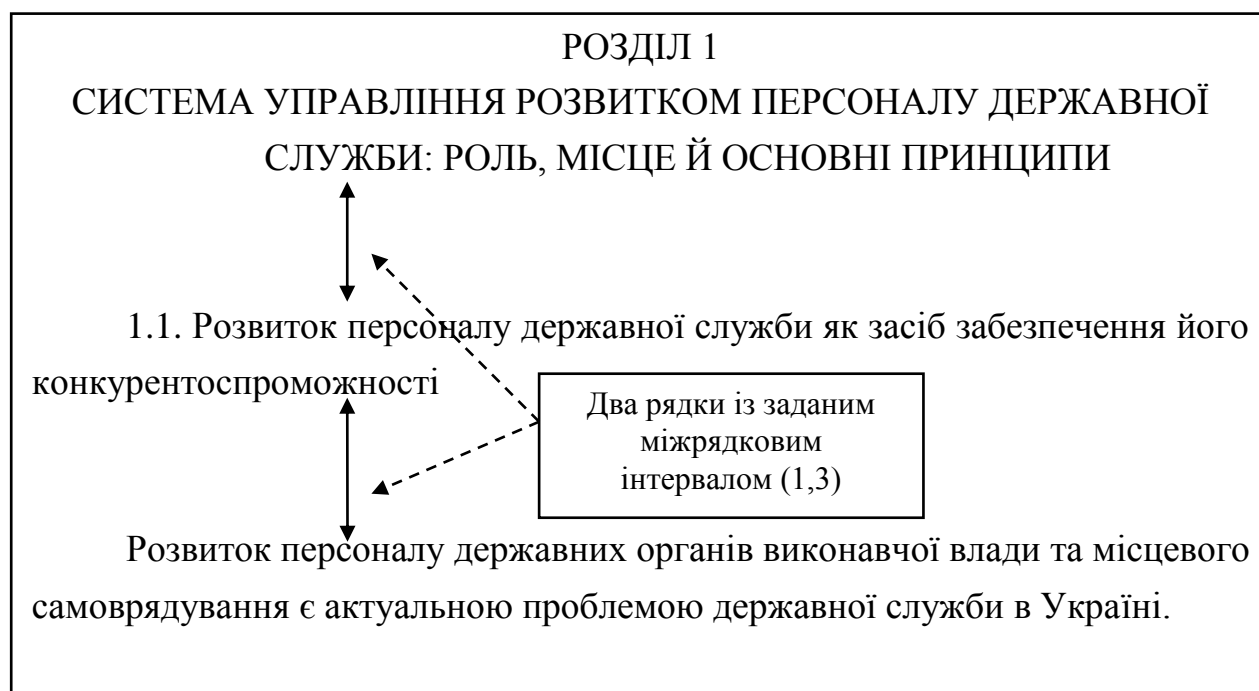 РОЗДІЛ 1
СИСТЕМА УПРАВЛІННЯ РОЗВИТКОМ ПЕРСОНАЛУ ДЕРЖАВНОЇ
СЛУЖБИ: РОЛЬ, МІСЦЕ Й ОСНОВНІ ПРИНЦИПИ
1.1. Розвиток персоналу державної служби як засіб забезпечення його
конкурентоспроможності
Два рядки із заданим
міжрядковим
інтервалом (1,3)
Розвиток персоналу державних органів виконавчої влади та місцевого
самоврядування є актуальною проблемою державної служби в Україні.